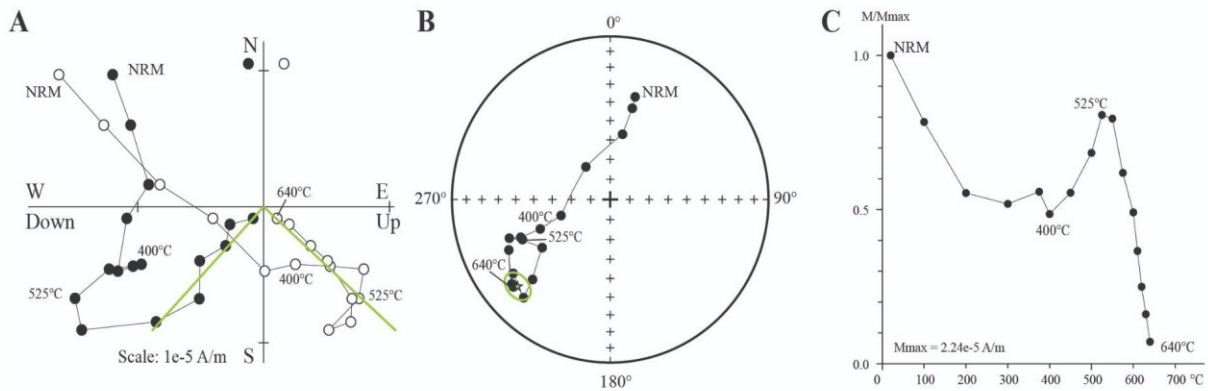 A
N
NRM
NRM
W
E
Down
Up
640°C
400°C
400°C
525°C
525°C
S
Scale: 1e-5 A/m
B
0°
NRM
270°
90°
400°C
525°C
640°C
180°
C
M/Mmax
1.0
NRM
525°C
0.5
400°C
0.0
640°C
Mmax = 2.24e-5 A/m
0 100 200 300 400 500 600 700 °C